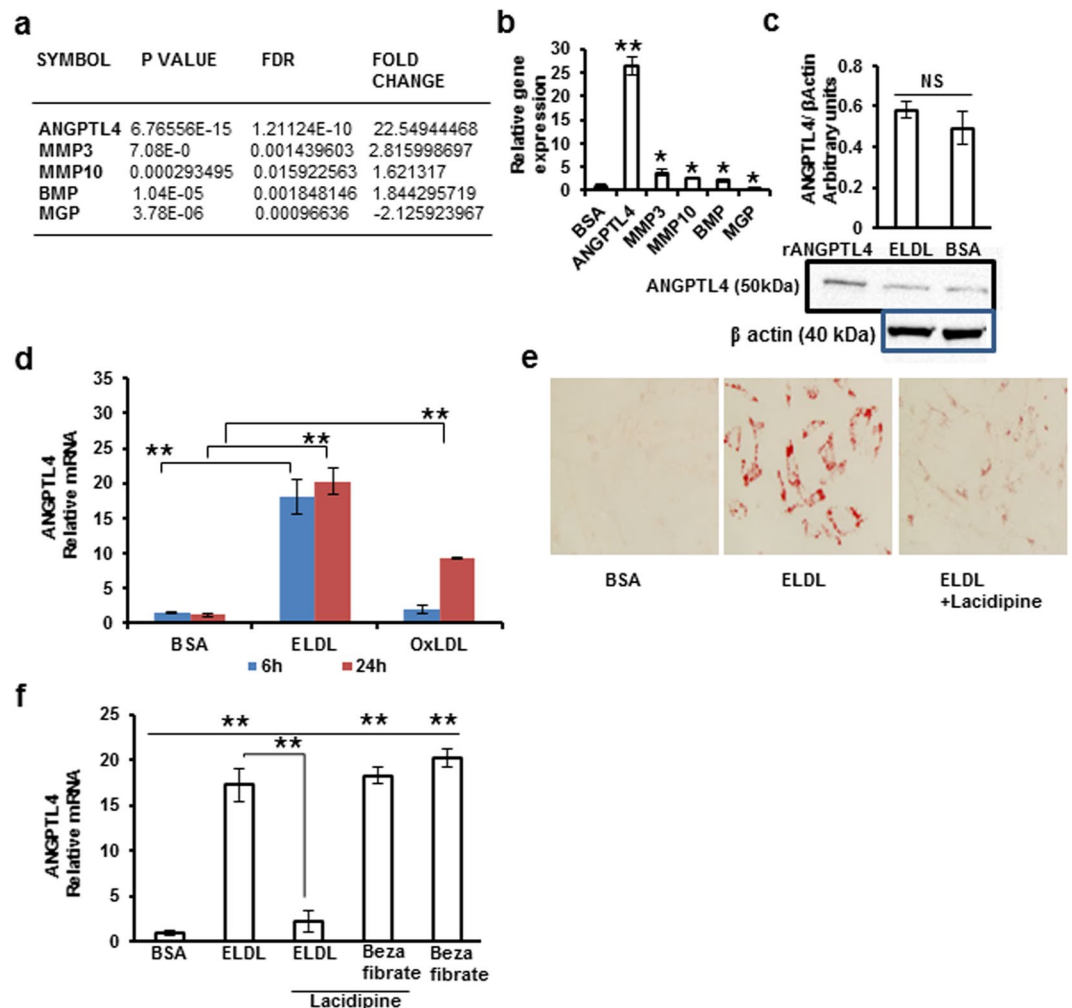 a
SYMBOL P VALUE FDR FOLD
CHANGE
ANGPTL4 6.76556E-15 1.21124E-10 22.54944468
MMP3 7.08E-0 0.001439603 2.815998697
MMP10 0.000293495 0.015922563 1.621317
BMP 1.04E-05 0.001848146 1.844295719
MGP 3.78E-06 0.00096636 -2.125923967
b
Relative gene
expression
30
25
20
15
10
5
0
**
*
*
*
*
BSA
ANGPTL4
MMP3
MMP10
BMP
MGP
c
ANGPTL4/ βActin
Arbitrary units
0.8
0.6
0.4
0.2
0
NS
rANGPTL4 ELDL BSA
ANGPTL4 (50kDa)
β actin (40 kDa)
d
ANGPTL4
Relative mRNA
35
30
25
20
15
10
5
0
**
**
**
BSA ELDL OxLDL
6h 24h
e
BSA ELDL ELDL
+Lacidipine
f
ANGPTL4
Relative mRNA
25
20
15
10
5
0
** ** **
**
BSA ELDL ELDL Beza Beza
fibrate fibrate
Lacidipine